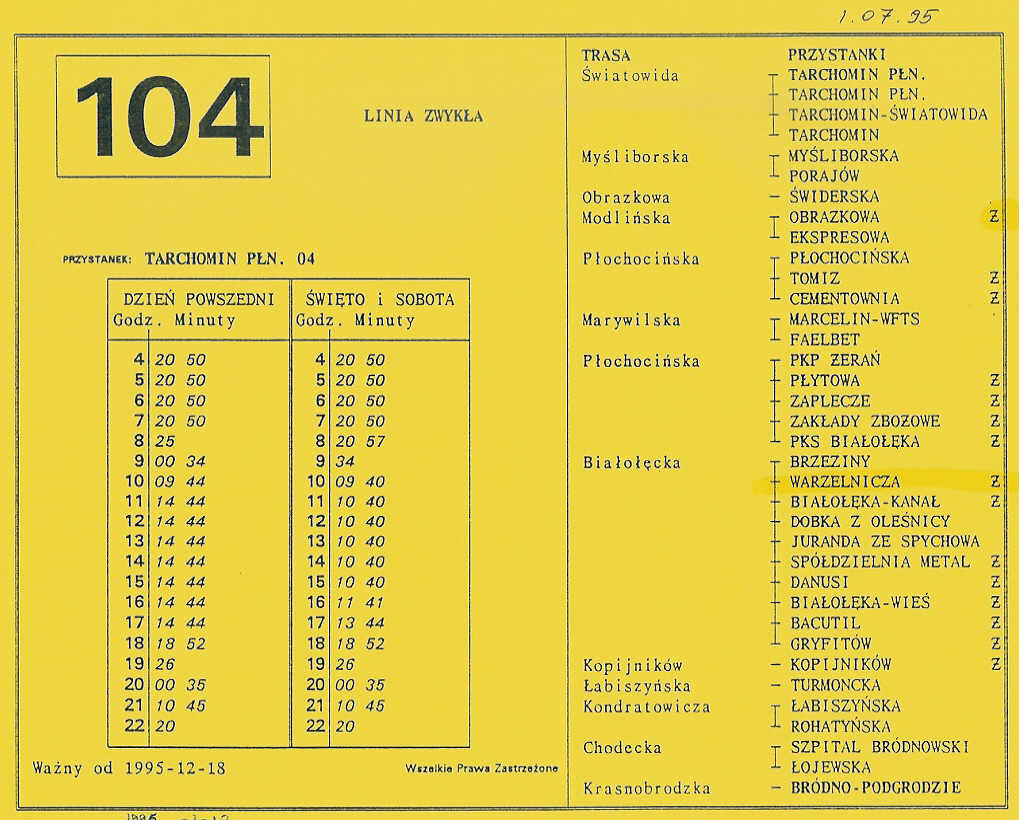 1.07.95
104
LINIA ZWYKŁA
PRZYSTANEK: TARCHOMIN PŁN. 04
DZIEŃ POWSZEDNI ŚWIĘTO i SOBOTA
Godz. Minuty Godz. Minuty
4 20 50 4 20 50
5 20 50 5 20 50
6 20 50 6 20 50
7 20 50 7 20 50
8 25 8 20 57
9 00 34 9 34
10 09 44 10 09 40
11 14 44 11 10 40
12 14 44 12 10 40
13 14 44 13 10 40
14 14 44 14 10 40
15 14 44 15 10 40
16 14 44 16 11 41
17 14 44 17 13 44
18 18 52 18 18 52
19 26 19 26
20 00 35 20 00 35
21 10 45 21 10 45
22 20 22 20
Ważny od 1995-12-18 Wszelkie Prawa Zastrzeżone
TRASA PRZYSTANKI
Światowida TARCHOMIN PŁN.
TARCHOMIN PŁN.
TARCHOMIN-ŚWIATOWIDA
TARCHOMIN
Myśliborska MYŚLIBORSKA
PORAJÓW
Obrazkowa - ŚWIDERSKA
Modlińska OBRAZKOWA Ż
EKSPRESOWA
Płochocińska PŁOCHOCIŃSKA
TOMIZ Ż
CEMENTOWNIA Ż
Marywilska MARCELIN-WFTS
FAELBET
Płochocińska PKP ŻERAŃ
PŁYTOWA Ż
ZAPLECZE Ż
ZAKŁADY ZBOŻOWE Ż
PKS BIAŁOŁĘKA Ż
Białołęcka BRZEZINY
WARZELNICZA Ż
BIAŁOŁĘKA-KANAŁ Ż
DOBKA Z OLEŚNICY
JURANDA ZE SPYCHOWA
SPÓŁDZIELNIA METAL Ż
DANUSI Ż
BIAŁOŁĘKA-WIEŚ Ż
BACUTIL Ż
GRYFITÓW Ż
Kopijników - KOPIJNIKÓW Ż
Łabiszyńska - TURMONCKA
Kondratowicza ŁABISZYŃSKA
ROHATYŃSKA
Chodecka SZPITAL BRÓDNOWSKI
ŁOJEWSKA
Krasnobrodzka - BRÓDNO-PODGRODZIE